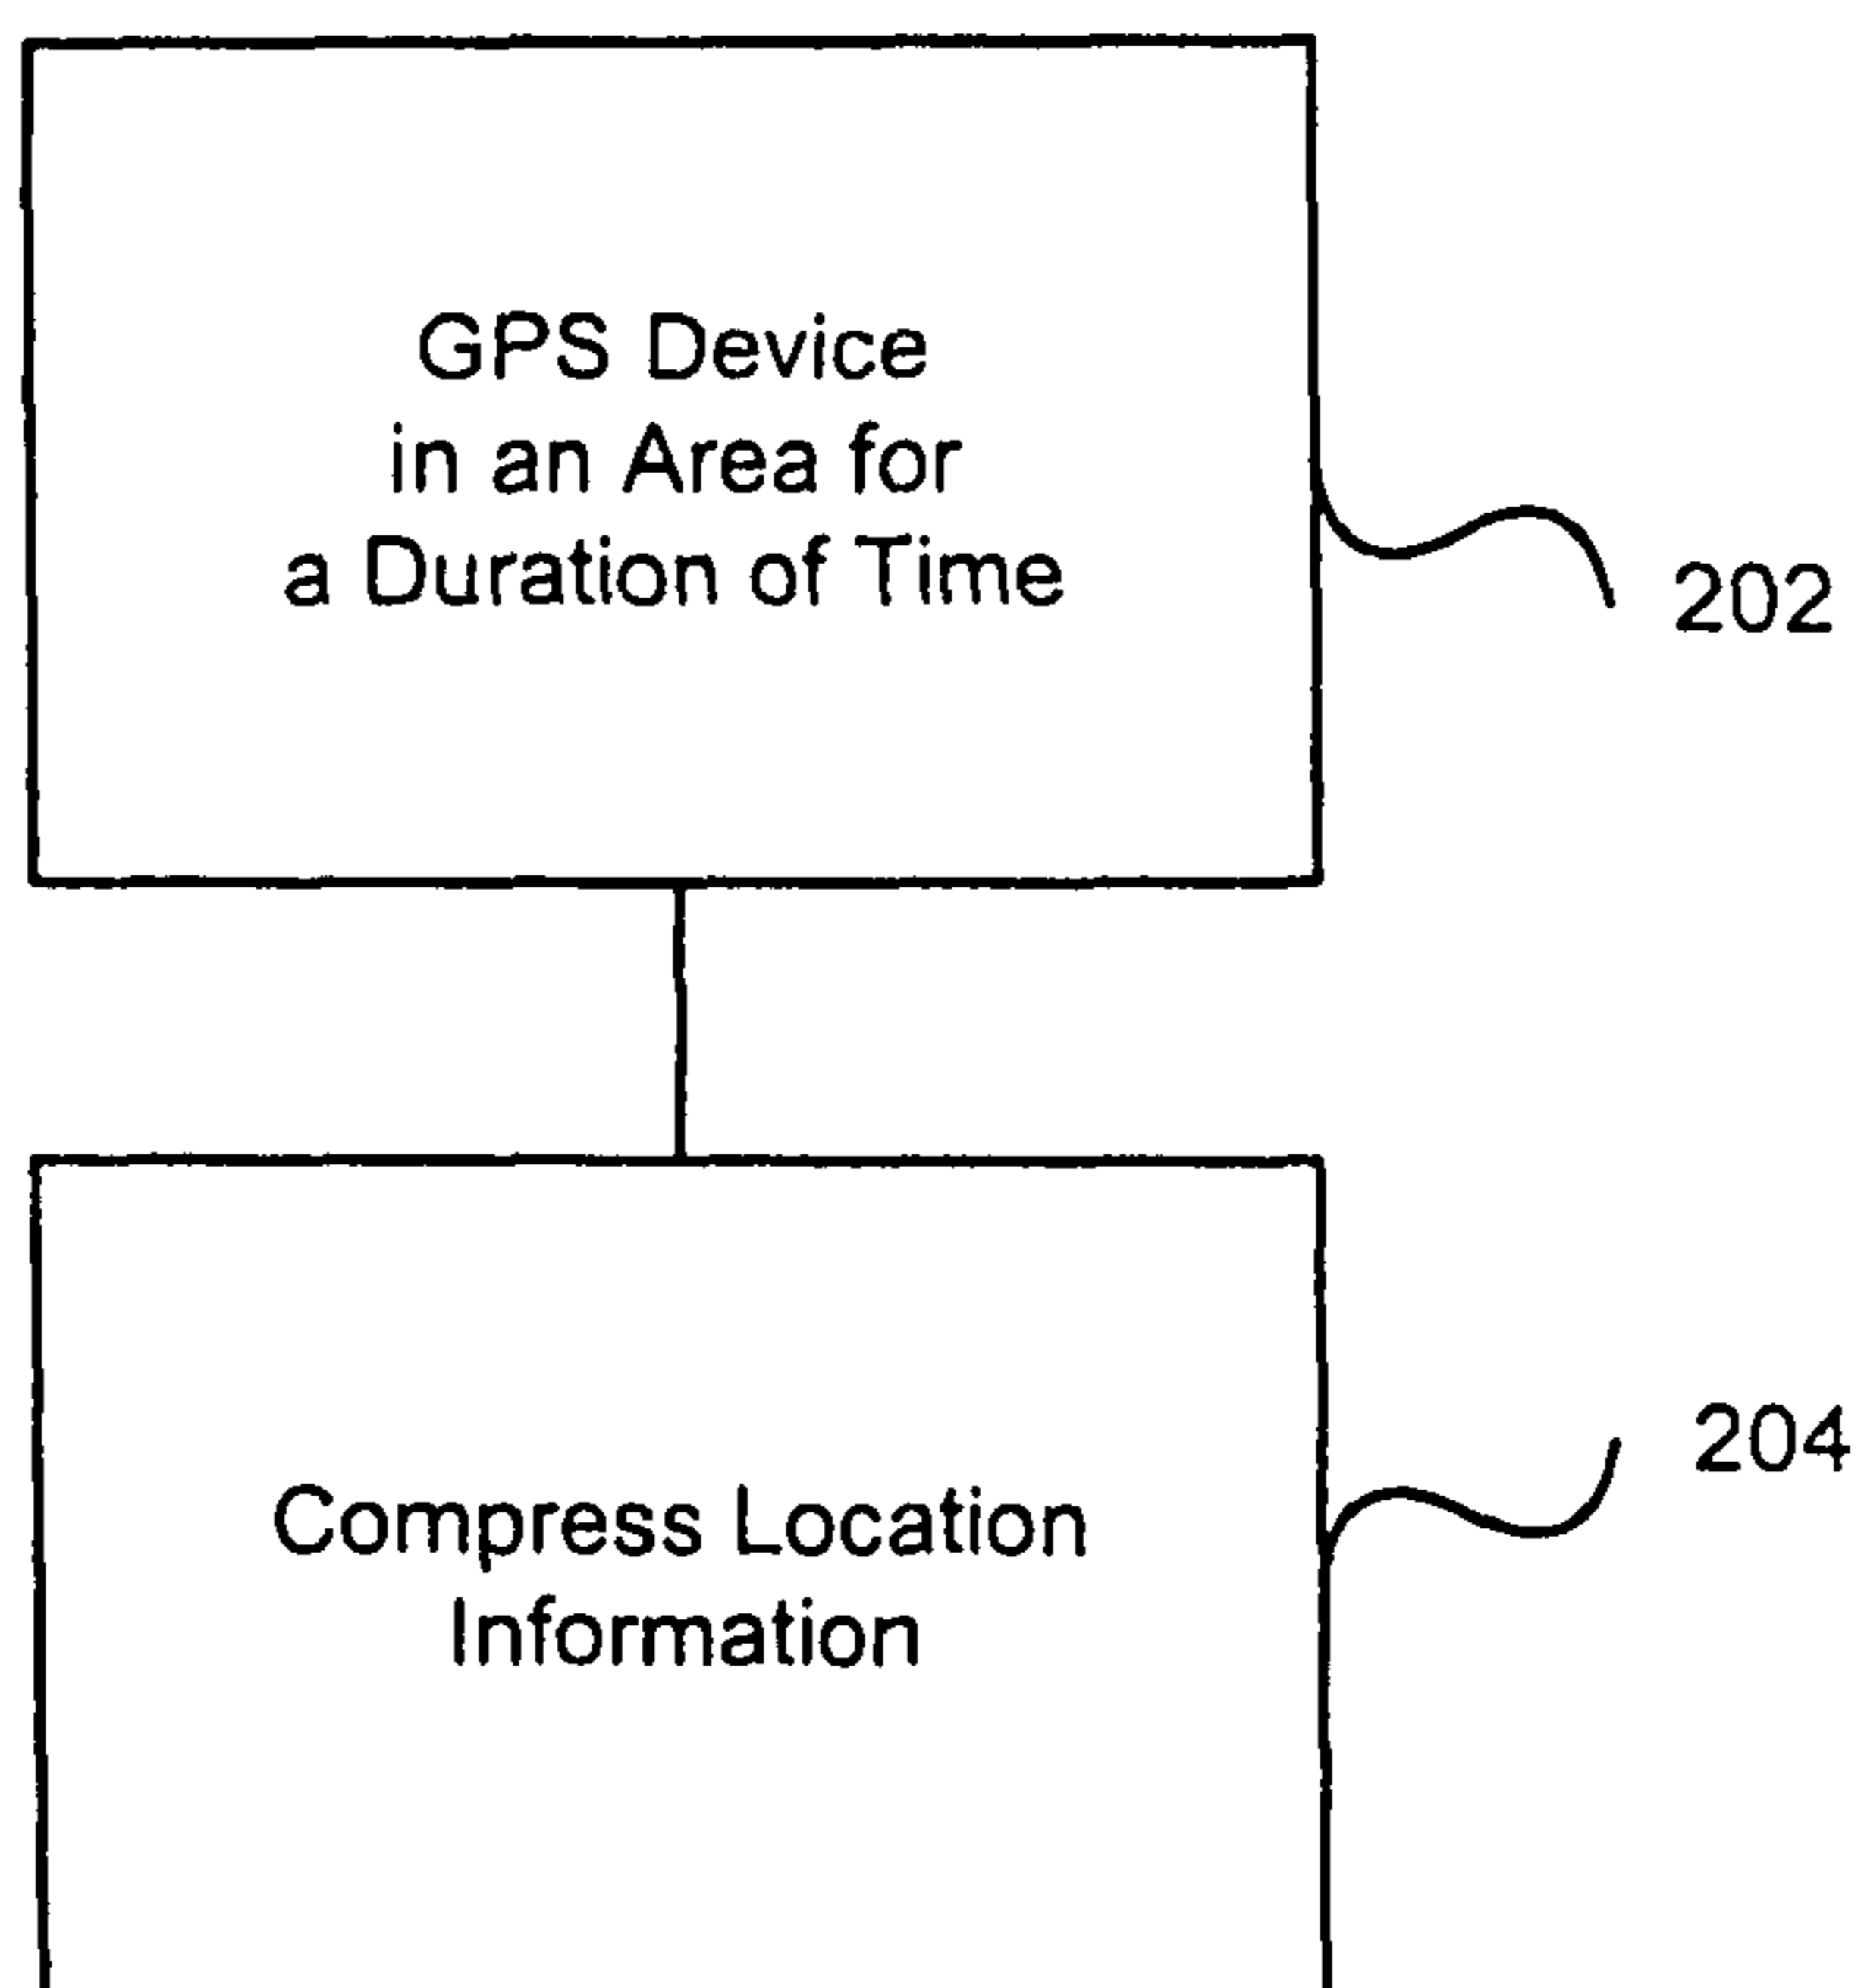 GPS Device
in an Area for
a Duration of Time
202
204
Compress Location
Information